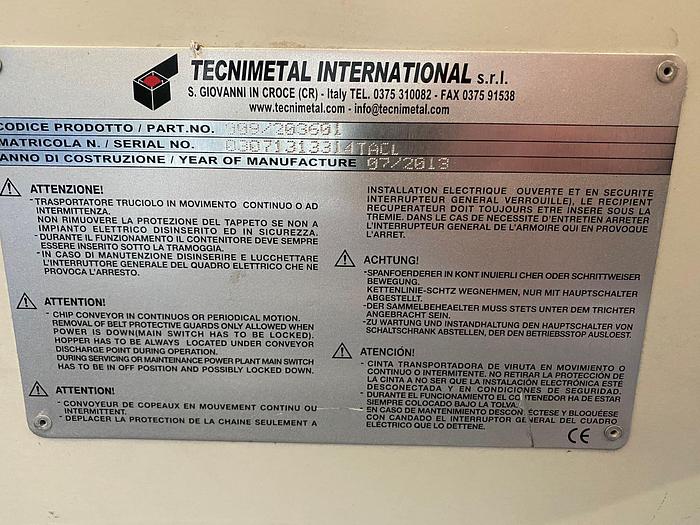 TECNIMETAL INTERNATIONAL s.r.l.
S. GIOVANNI IN CROCE (CR) - Italy TEL. 0375 310082 - FAX 0375 91538
www.tecnimetal.com - info@tecnimetal.com
CODICE PRODOTTO / PART.NO. 009/203601
MATRICOLA N. / SERIAL NO. 03071313314TACL
ANNO DI COSTRUZIONE / YEAR OF MANUFACTURE 07/2013
ATTENZIONE!
- TRASPORTATORE TRUCIOLO IN MOVIMENTO CONTINUO O AD
INTERMITTENZA.
NON RIMUOVERE LA PROTEZIONE DEL TAPPETO SE NON A
IMPIANTO ELETTRICO DISINSERITO ED IN SICUREZZA.
- DURANTE IL FUNZIONAMENTO IL CONTENITORE DEVE SEMPRE
ESSERE INSERITO SOTTO LA TRAMOGGIA.
- IN CASO DI MANUTENZIONE DISINSERIRE E LUCCHETTARE
L'INTERRUTTORE GENERALE DEL QUADRO ELETTRICO CHE NE
PROVOCA L'ARRESTO.
ATTENTION!
- CHIP CONVEYOR IN CONTINUOS OR PERIODICAL MOTION.
REMOVAL OF BELT PROTECTIVE GUARDS ONLY ALLOWED WHEN
POWER IS DOWN(MAIN SWITCH HAS TO BE LOCKED).
HOPPER HAS TO BE ALWAYS LOCATED UNDER CONVEYOR
DISCHARGE POINT DURING OPERATION.
DURING SERVICING OR MAINTEINANCE POWER PLANT MAIN SWITCH
HAS TO BE IN OFF POSITION AND POSSIBLY LOCKED DOWN.
ATTENTION!
- CONVOYEUR DE COPEAUX EN MOUVEMENT CONTINU OU
INTERMITTENT.
- DEPLACER LA PROTECTION DE LA CHAINE SEULEMENT A
INSTALLATION ELECTRIQUE OUVERTE ET EN SECURITE
INTERRUPTEUR GENERAL VERROUILLE), LE RECIPIENT
RECUPERATEUR DOIT TOUJOURS ETRE INSERE SOUS LA
TREMIE. DANS LE CAS DE NECESSITE D'ENTRETIEN ARRETER
L'INTERRUPTEUR GENERAL DE L'ARMOIRE QUI EN PROVOQUE
L'ARRET.
ACHTUNG!
-SPANFOERDERER IN KONT INUIERLI CHER ODER SCHRITTWEISER
BEWEGUNG.
KETTENLINIE-SCHTZ WEGNEHMEN, NUR MIT HAUPTSCHALTER
ABGESTELLT.
-DER SAMMELBEHEAELTER MUSS STETS UNTER DEM TRICHTER
ANGEBRACHT SEIN.
-ZU WARTUNG UND INSTANDHALTUNG DEN HAUPTSCHALTER VON
SCHALTSCHRANK ABSTELLEN, DER DEN BETRIEBSTOP AUSLOEST.
ATENCIÓN!
- CINTA TRANSPORTADORA DE VIRUTA EN MOVIMIENTO O
CONTINUO O INTERMITENTE. NO RETIRAR LA PROTECCIÓN DE
LA CINTA A NO SER QUE LA INSTALACIÓN ELECTRÓNICA ESTÉ
DESCONECTADA Y EN CONDICIONES DE SEGURIDAD.
- DURANTE EL FUNCIONAMIENTO EL CONTENEDOR HA DE ESTAR
SIEMPRE COLOCADO BAJO LA TOLVA.
EN CASO DE MANTENIMIENTO DESCONÉCTESE Y BLOQUÉESE
CON CANDADO EL INTERRUPTOR GENERAL DEL CUADRO
ELÉCTRICO QUE LO DETTENE.
CE